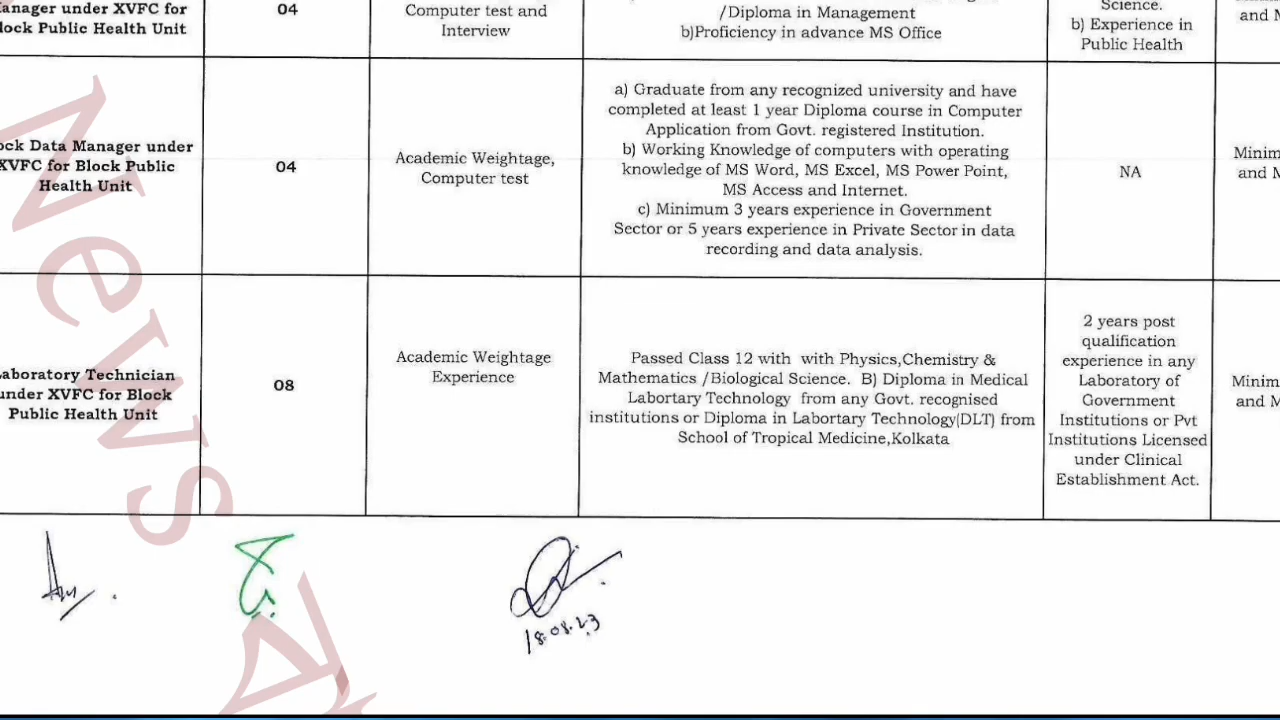 anager under XVFC for
lock Public Health Unit
04
Computer test and
Interview
/Diploma in Management
b)Proficiency in advance MS Office
Science.
b) Experience in
Public Health
and M
ock Data Manager under
XVFC for Block Public
Health Unit
04
Academic Weightage,
Computer test
a) Graduate from any recognized university and have
completed at least 1 year Diploma course in Computer
Application from Govt. registered Institution.
b) Working Knowledge of computers with operating
knowledge of MS Word, MS Excel, MS Power Point,
MS Access and Internet.
c) Minimum 3 years experience in Government
Sector or 5 years experience in Private Sector in data
recording and data analysis.
NA
Minim
and M
aboratory Technician
under XVFC for Block
Public Health Unit
08
Academic Weightage
Experience
Passed Class 12 with with Physics,Chemistry &
Mathematics /Biological Science. B) Diploma in Medical
Labortary Technology from any Govt. recognised
institutions or Diploma in Labortary Technology(DLT) from
School of Tropical Medicine,Kolkata
2 years post
qualification
experience in any
Laboratory of
Government
Institutions or Pvt
Institutions Licensed
under Clinical
Establishment Act.
Minim
and M
News
18.08.23